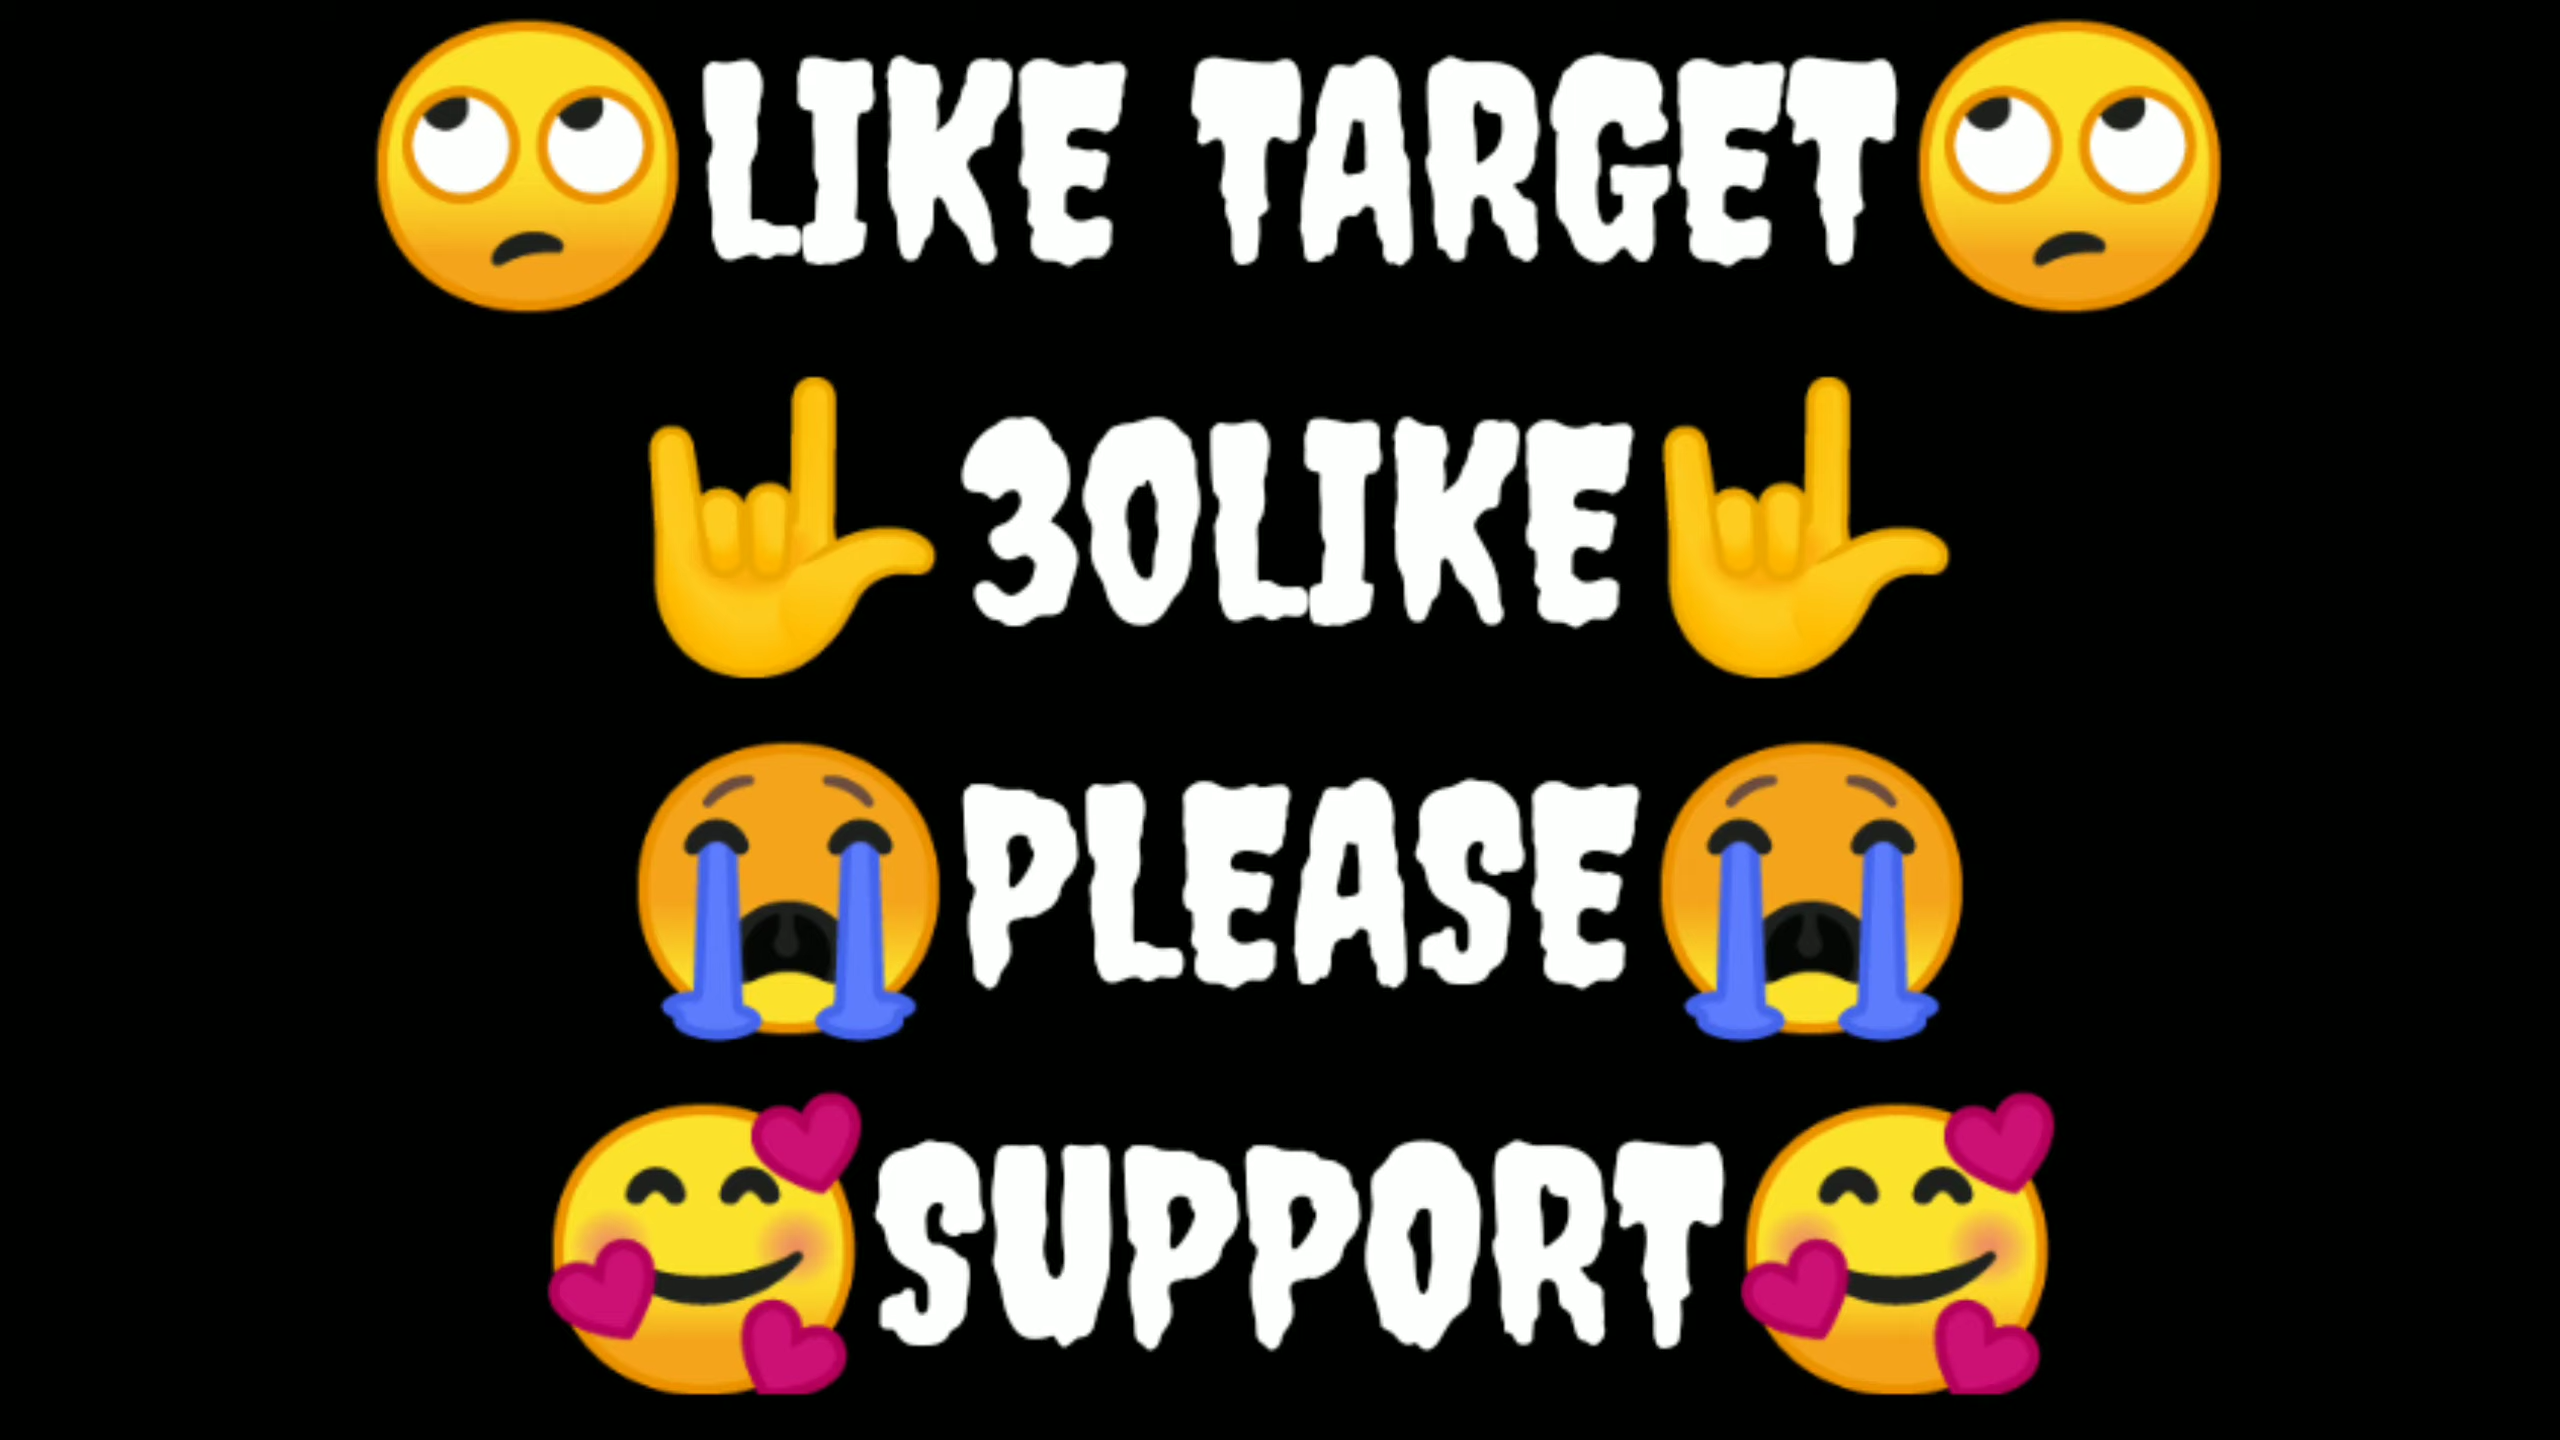 🙄LIKE TARGET🙄
🤟30LIKE🤟
😭PLEASE😭
🥰SUPPORT🥰